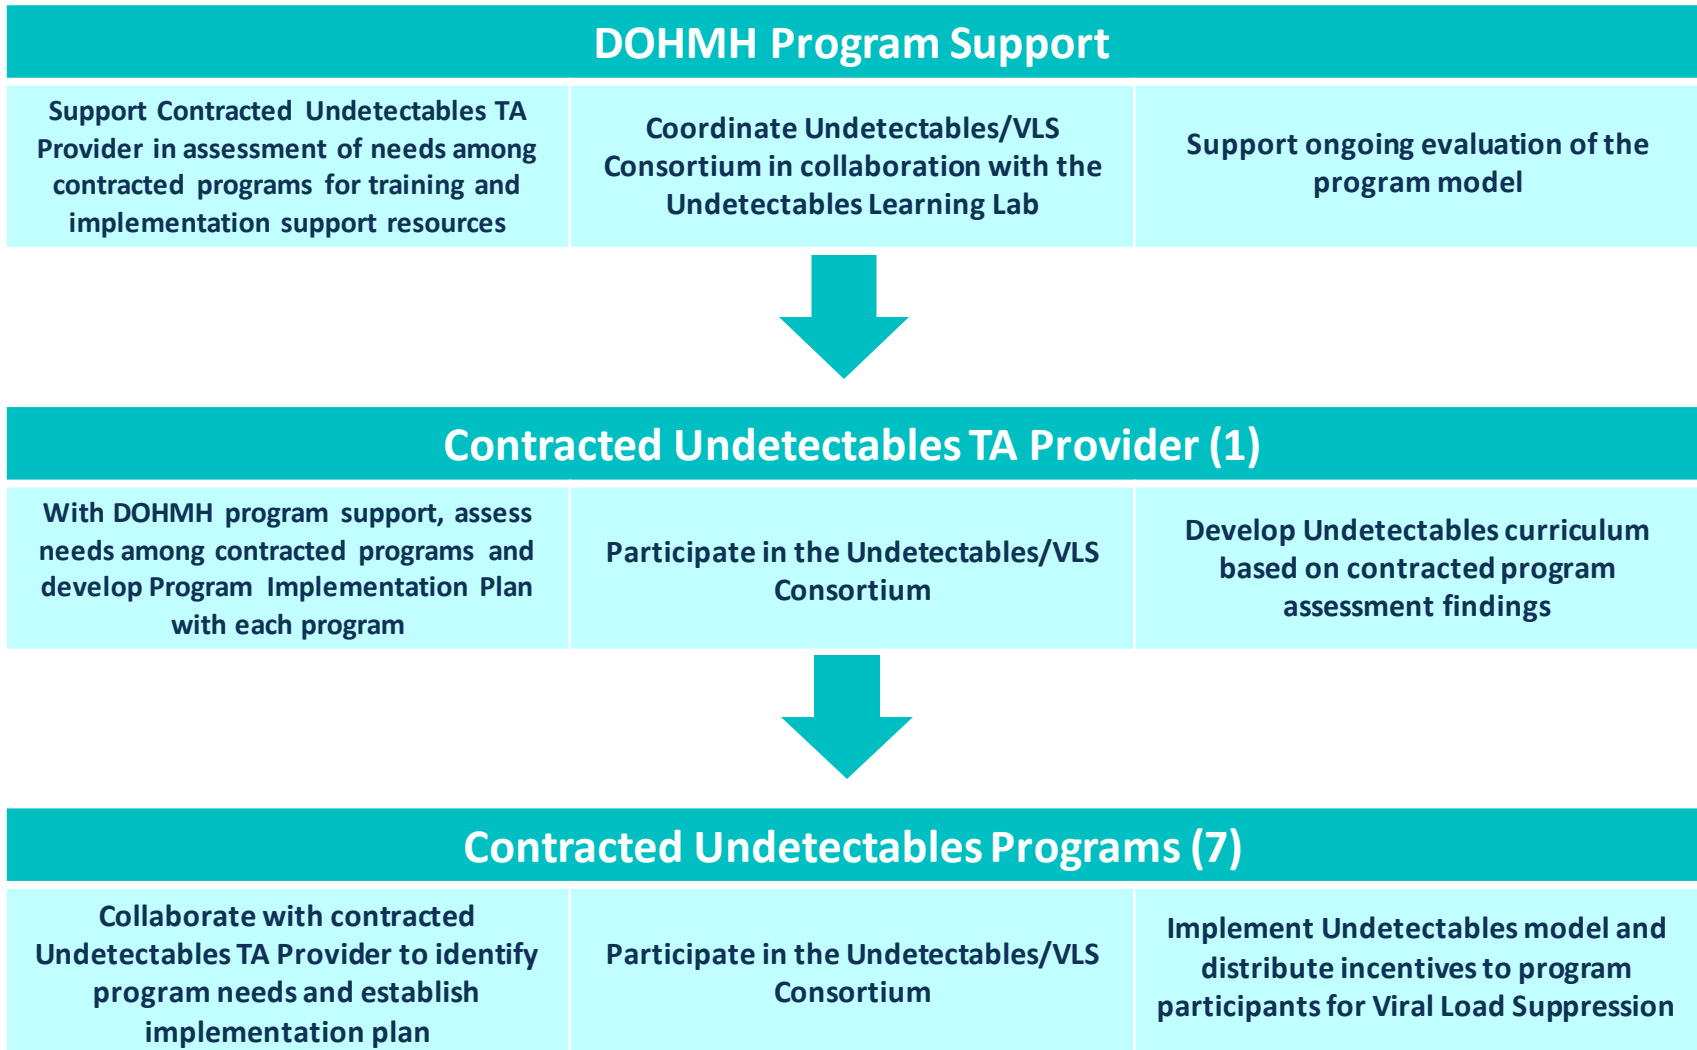 DOHMH Program Support
Support Contracted Undetectables TA
Provider in assessment of needs among
contracted programs for training and
implementation support resources
Coordinate Undetectables/VLS
Consortium in collaboration with the
Undetectables Learning Lab
Support ongoing evaluation of the
program model
Contracted Undetectables TA Provider (1)
With DOHMH program support, assess
needs among contracted programs and
develop Program Implementation Plan
with each program
Participate in the Undetectables/VLS
Consortium
Develop Undetectables curriculum
based on contracted program
assessment findings
Contracted Undetectables Programs (7)
Collaborate with contracted
Undetectables TA Provider to identify
program needs and establish
implementation plan
Participate in the Undetectables/VLS
Consortium
Implement Undetectables model and
distribute incentives to program
participants for Viral Load Suppression